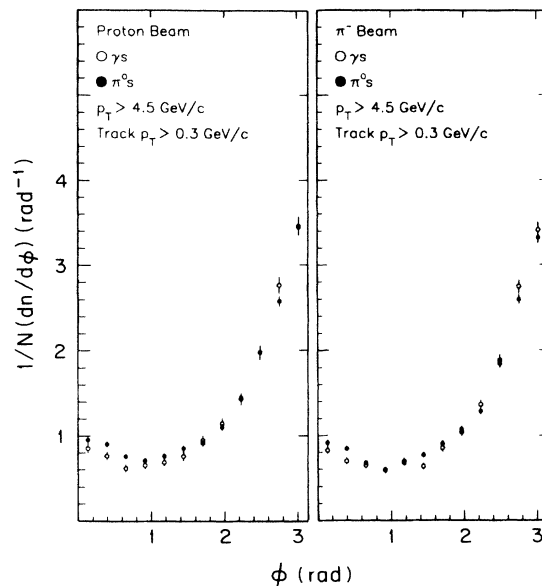 Proton Beam
○ γs
● π⁰s
p_T > 4.5 GeV/c
Track p_T > 0.3 GeV/c
π⁻ Beam
○ γs
● π⁰s
p_T > 4.5 GeV/c
Track p_T > 0.3 GeV/c
1/N(dn/dϕ)(rad⁻¹)
4
3
2
1
1
2
3
1
2
3
ϕ (rad)